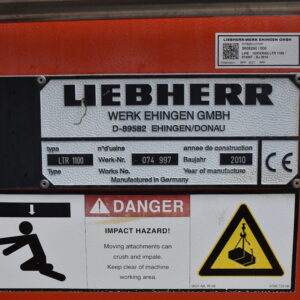 LIEBHERR-WERK EHINGEN GMBH
LIEBHERR
WERK EHINGEN GMBH
D-89582 EHINGEN/DONAU
type n°d'usine année de construction
Typ LTR 1100 Werk-Nr. 074 997 Baujahr 2010
Type Works No. Year of manufacture
Manufactured in Germany
DANGER
IMPACT HAZARD!
Moving attachments can
crush and impale.
Keep clear of machine
working area.